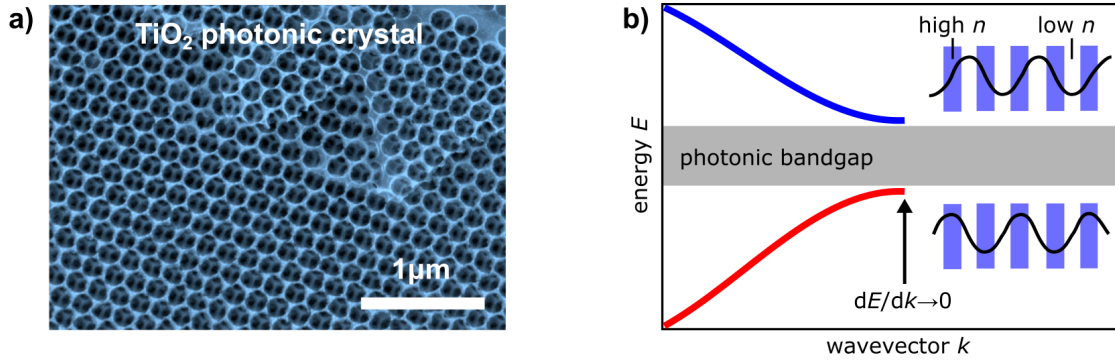 a)
TiO₂ photonic crystal
1μm
b)
high n
low n
energy E
photonic bandgap
dE/dk→0
wavevector k